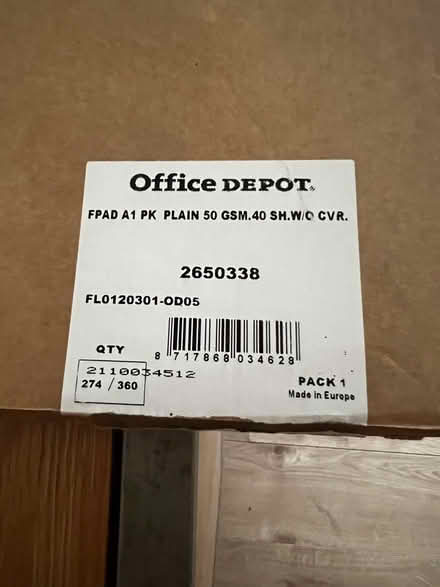 Office DEPOT.
FPAD A1 PK PLAIN 50 GSM.40 SH.W/O CVR.
2650338
FL0120301-OD05
QTY
8 717868 034628
2110034512
274 / 360
PACK 1
Made in Europe